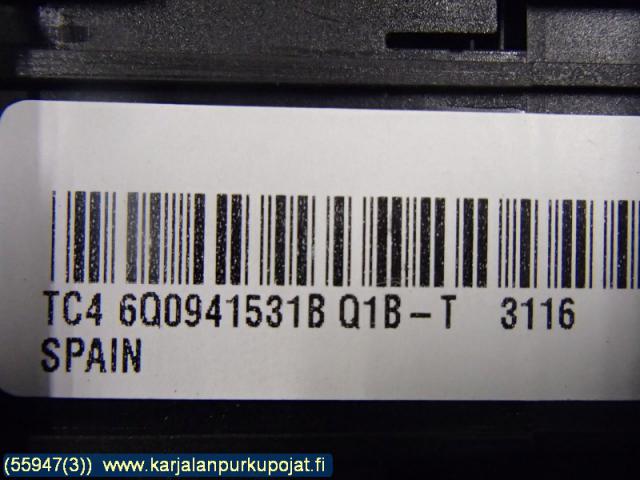 TC4 6Q0941531B Q1B-T 3116
SPAIN
(55947(3)) www.karjalanpurkupojat.fi